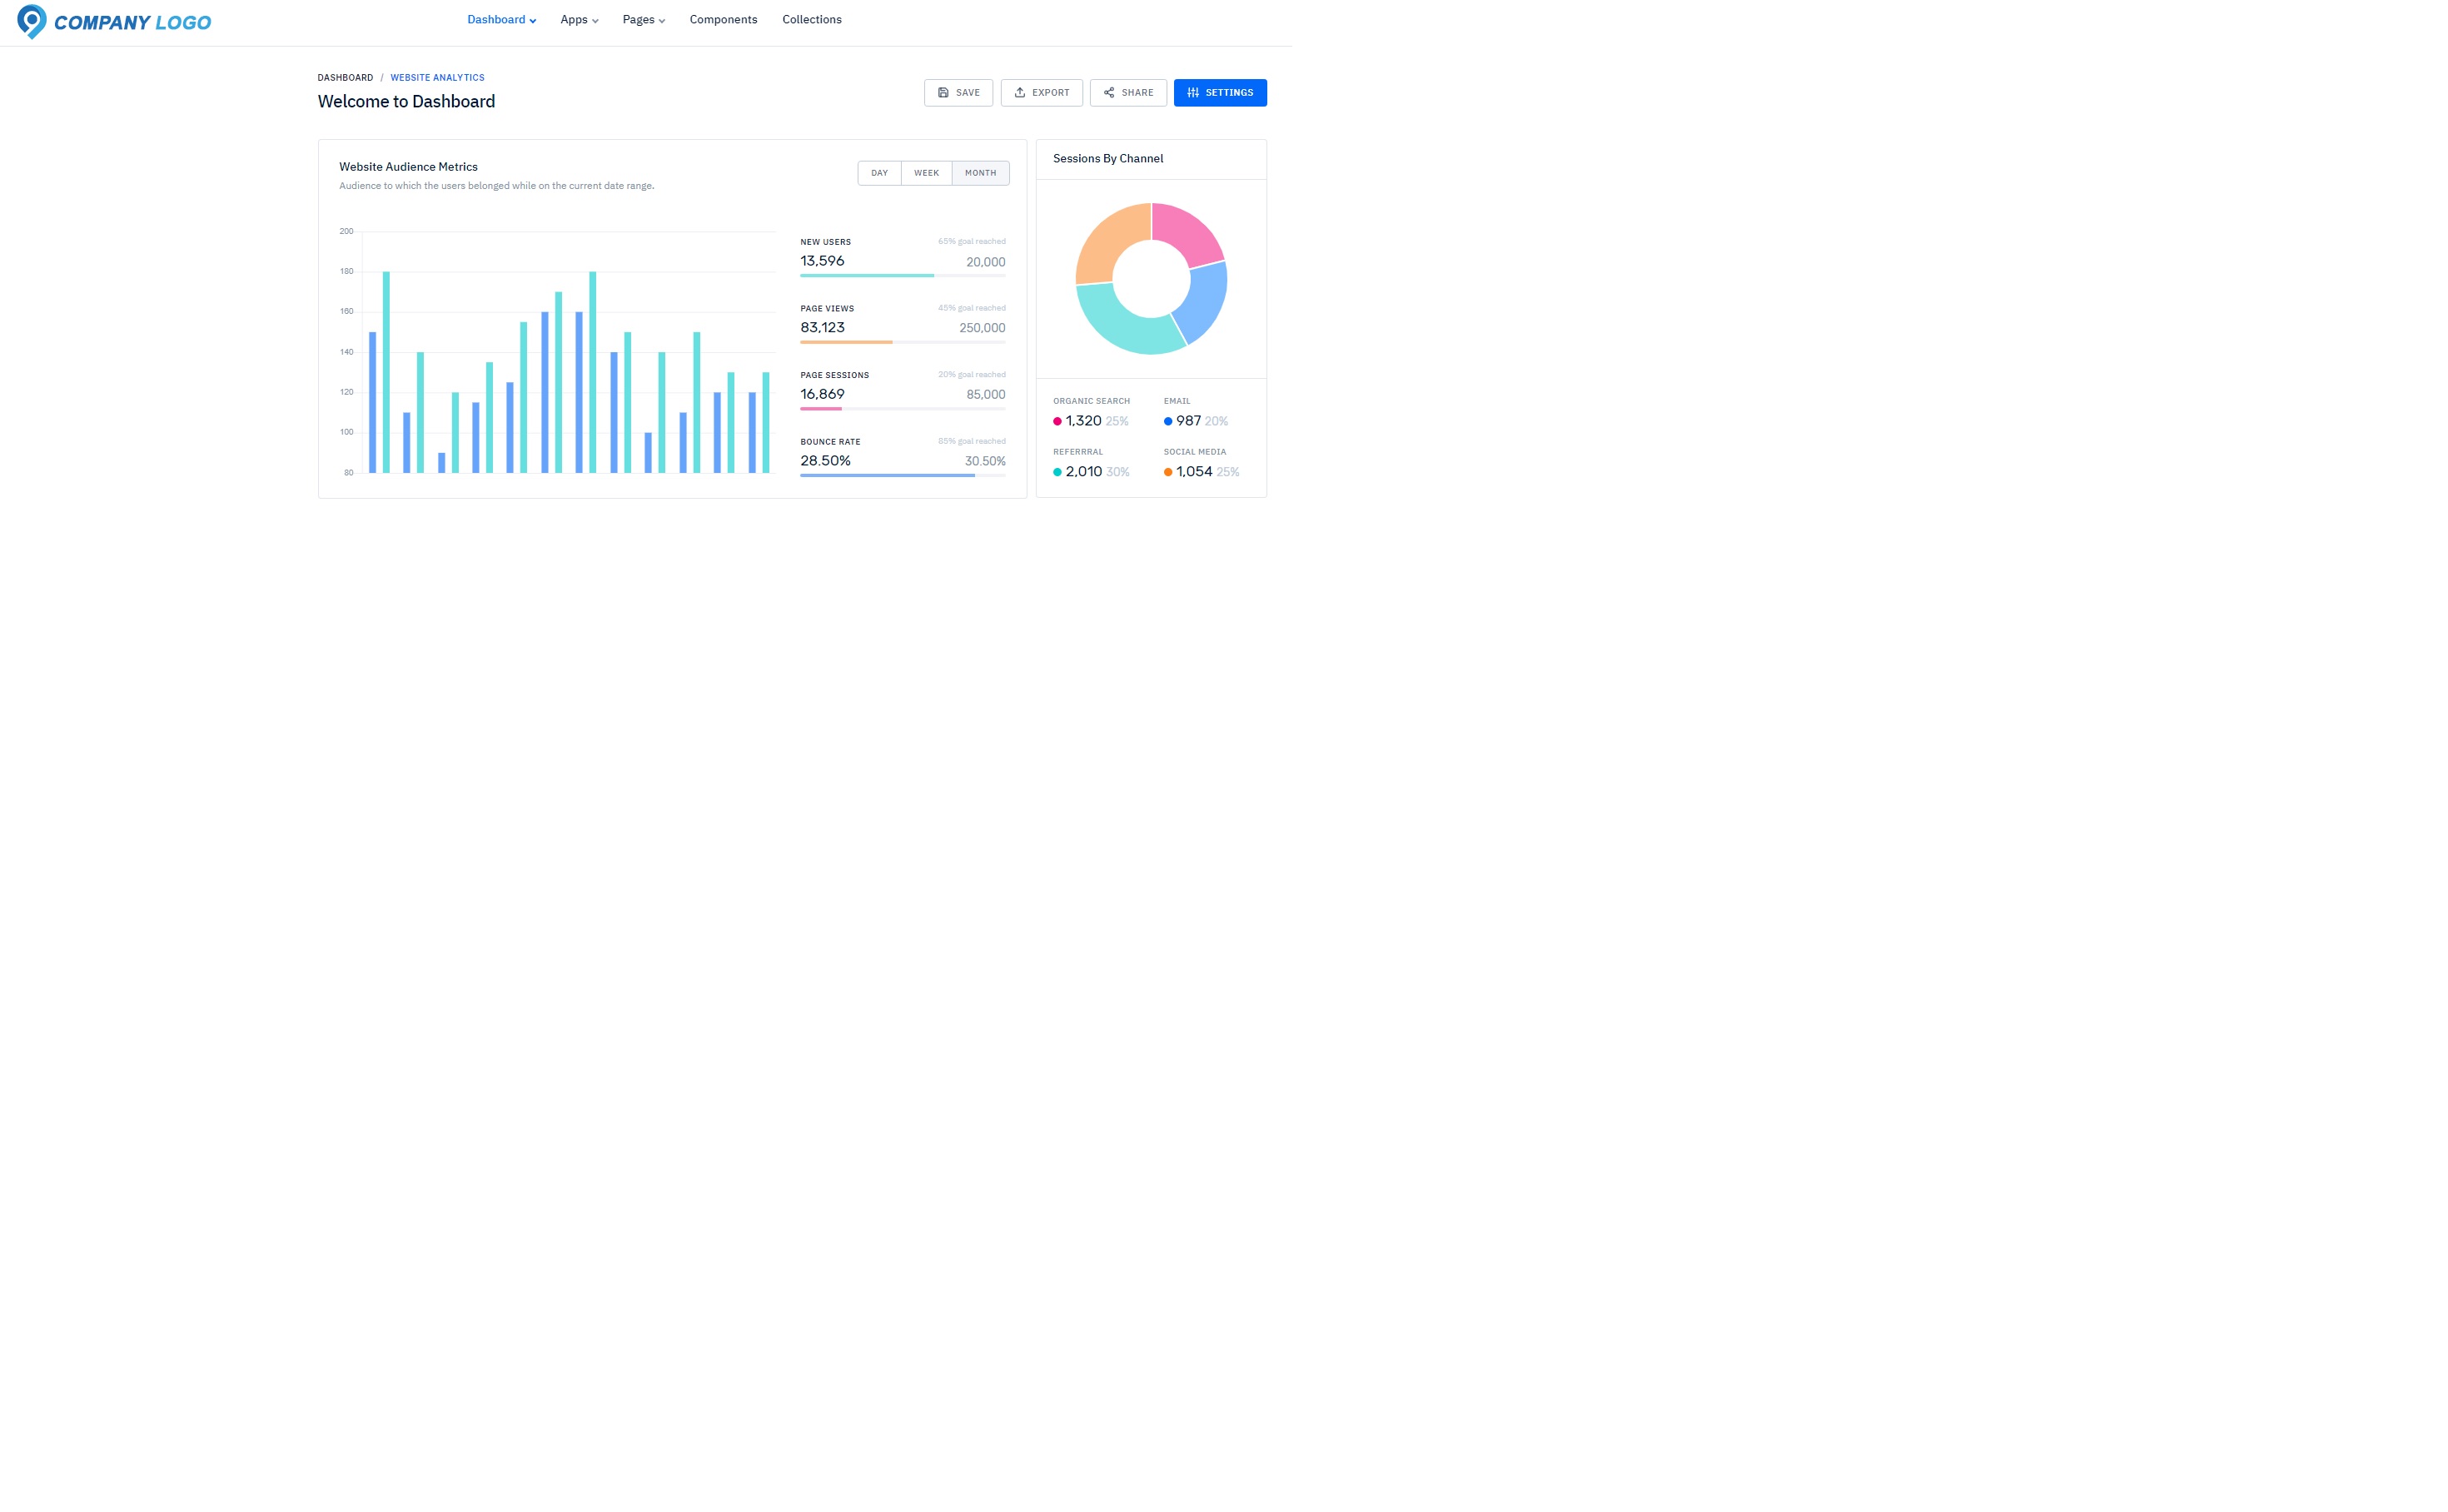 COMPANY LOGO
Dashboard
Apps
Pages
Components
Collections
DASHBOARD / WEBSITE ANALYTICS
Welcome to Dashboard
SAVE
EXPORT
SHARE
SETTINGS
Website Audience Metrics
Audience to which the users belonged while on the current date range.
DAY
WEEK
MONTH
200
180
160
140
120
100
80
NEW USERS
65% goal reached
13,596
20,000
PAGE VIEWS
45% goal reached
83,123
250,000
PAGE SESSIONS
20% goal reached
16,869
85,000
BOUNCE RATE
85% goal reached
28.50%
30.50%
Sessions By Channel
ORGANIC SEARCH
1,320 25%
EMAIL
987 20%
REFERRRAL
2,010 30%
SOCIAL MEDIA
1,054 25%